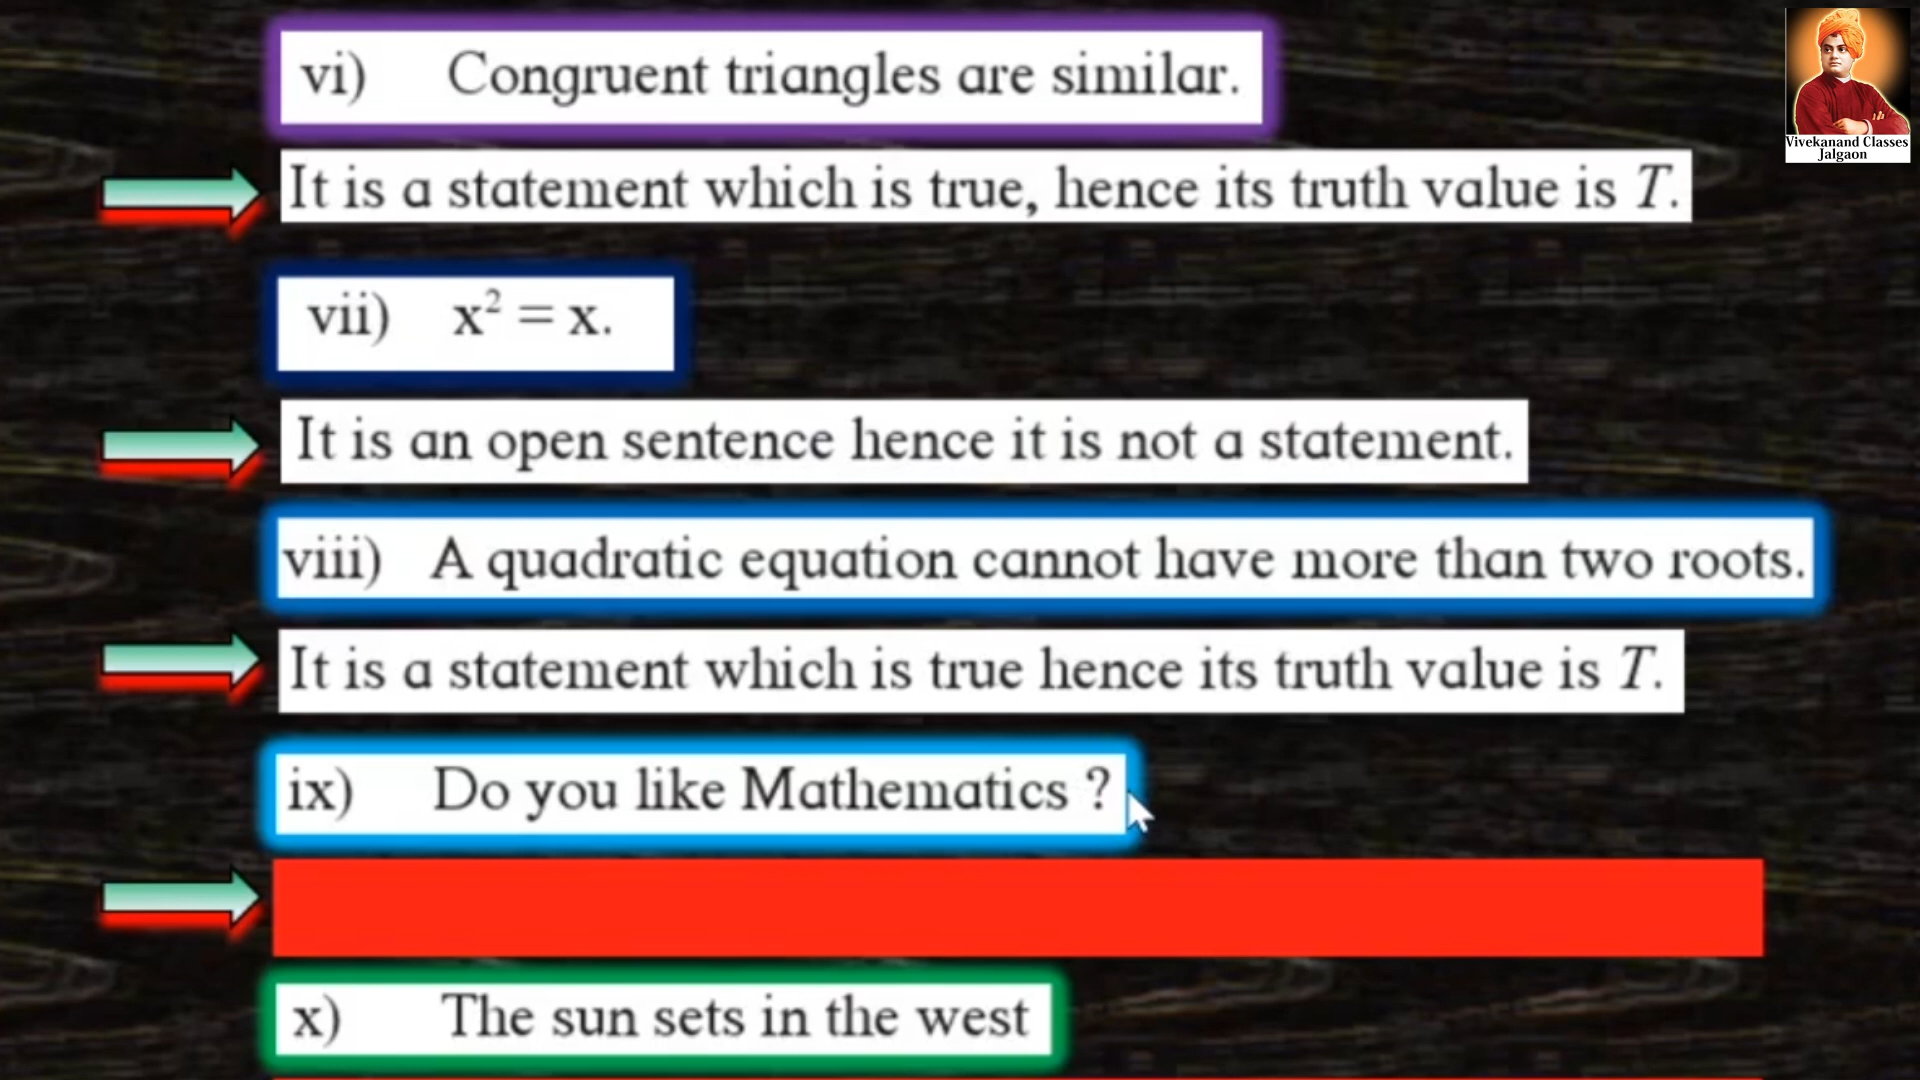 vi) Congruent triangles are similar.
Vivekanand Classes
Jalgaon
It is a statement which is true, hence its truth value is T.
vii) x² = x.
It is an open sentence hence it is not a statement.
viii) A quadratic equation cannot have more than two roots.
It is a statement which is true hence its truth value is T.
ix) Do you like Mathematics ?
x) The sun sets in the west